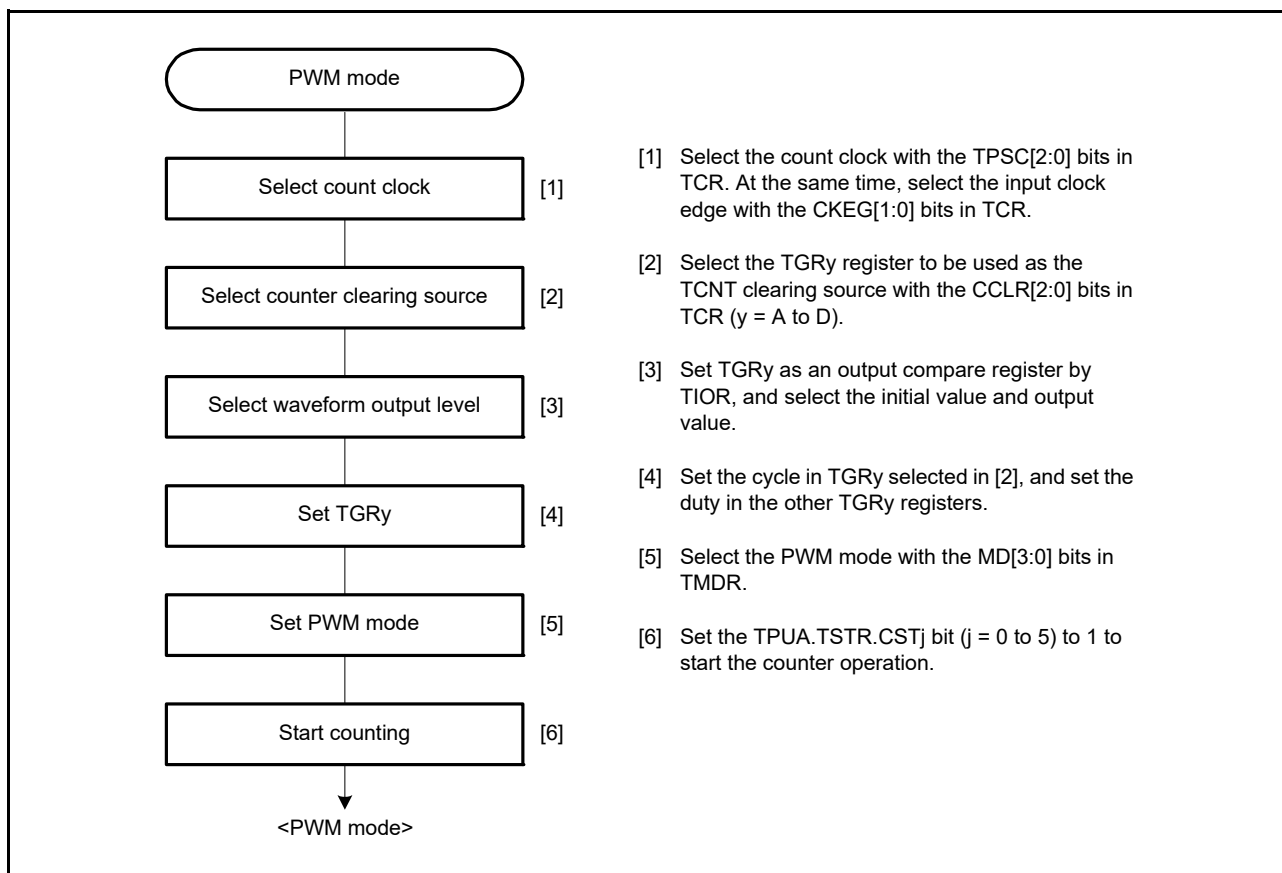 PWM mode
Select count clock [1]
Select counter clearing source [2]
Select waveform output level [3]
Set TGRy [4]
Set PWM mode [5]
Start counting [6]
<PWM mode>
[1] Select the count clock with the TPSC[2:0] bits in
TCR. At the same time, select the input clock
edge with the CKEG[1:0] bits in TCR.
[2] Select the TGRy register to be used as the
TCNT clearing source with the CCLR[2:0] bits in
TCR (y = A to D).
[3] Set TGRy as an output compare register by
TIOR, and select the initial value and output
value.
[4] Set the cycle in TGRy selected in [2], and set the
duty in the other TGRy registers.
[5] Select the PWM mode with the MD[3:0] bits in
TMDR.
[6] Set the TPUA.TSTR.CSTj bit (j = 0 to 5) to 1 to
start the counter operation.